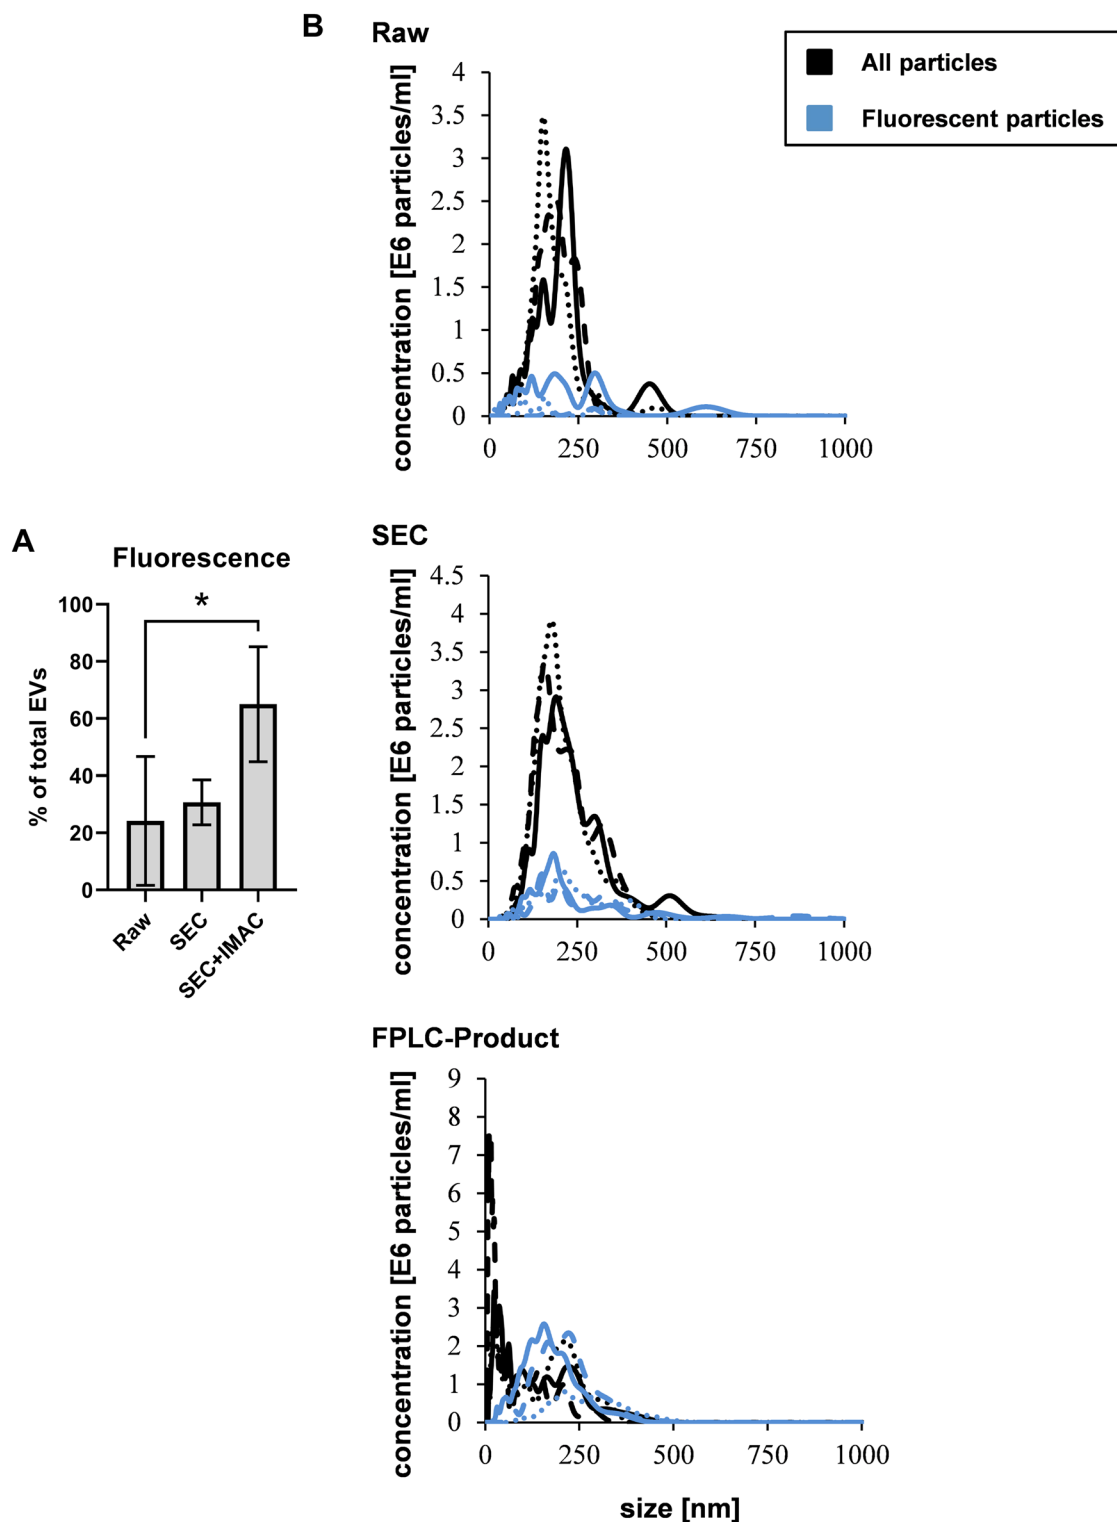 B
Raw
All particles
Fluorescent particles
concentration [E6 particles/ml]
4
3.5
3
2.5
2
1.5
1
0.5
0
0 250 500 750 1000
A
Fluorescence
*
% of total EVs
100
80
60
40
20
0
Raw
SEC
SEC+IMAC
SEC
concentration [E6 particles/ml]
4.5
4
3.5
3
2.5
2
1.5
1
0.5
0
0 250 500 750 1000
FPLC-Product
concentration [E6 particles/ml]
9
8
7
6
5
4
3
2
1
0
0 250 500 750 1000
size [nm]